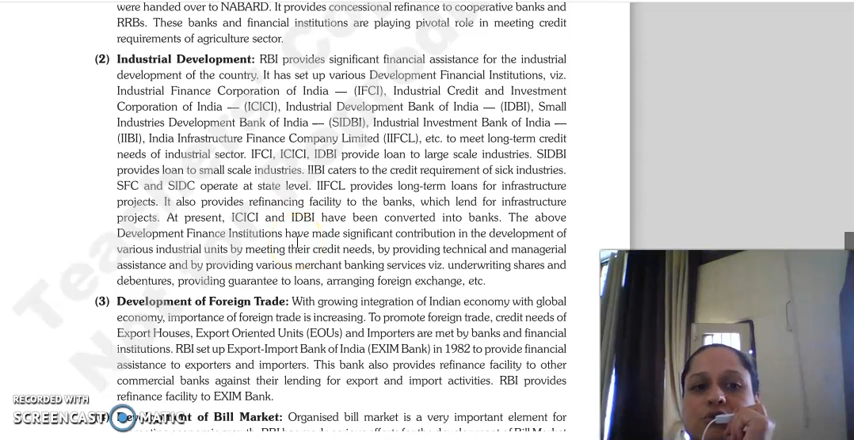 were handed over to NABARD. It provides concessional refinance to cooperative banks and
RRBs. These banks and financial institutions are playing pivotal role in meeting credit
requirements of agriculture sector.
(2) Industrial Development: RBI provides significant financial assistance for the industrial
development of the country. It has set up various Development Financial Institutions, viz.
Industrial Finance Corporation of India — (IFCI), Industrial Credit and Investment
Corporation of India — (ICICI), Industrial Development Bank of India — (IDBI), Small
Industries Development Bank of India — (SIDBI), Industrial Investment Bank of India —
(IIBI), India Infrastructure Finance Company Limited (IIFCL), etc. to meet long-term credit
needs of industrial sector. IFCI, ICICI, IDBI provide loan to large scale industries. SIDBI
provides loan to small scale industries. IIBI caters to the credit requirement of sick industries.
SFC and SIDC operate at state level. IIFCL provides long-term loans for infrastructure
projects. It also provides refinancing facility to the banks, which lend for infrastructure
projects. At present, ICICI and IDBI have been converted into banks. The above
Development Finance Institutions have made significant contribution in the development of
various industrial units by meeting their credit needs, by providing technical and managerial
assistance and by providing various merchant banking services viz. underwriting shares and
debentures, providing guarantee to loans, arranging foreign exchange, etc.
(3) Development of Foreign Trade: With growing integration of Indian economy with global
economy, importance of foreign trade is increasing. To promote foreign trade, credit needs of
Export Houses, Export Oriented Units (EOUs) and Importers are met by banks and financial
institutions. RBI set up Export-Import Bank of India (EXIM Bank) in 1982 to provide financial
assistance to exporters and importers. This bank also provides refinance facility to other
commercial banks against their lending for export and import activities. RBI provides
refinance facility to EXIM Bank.
of Bill Market: Organised bill market is a very important element for
RECORDED WITH
SCREENCAST MATIC